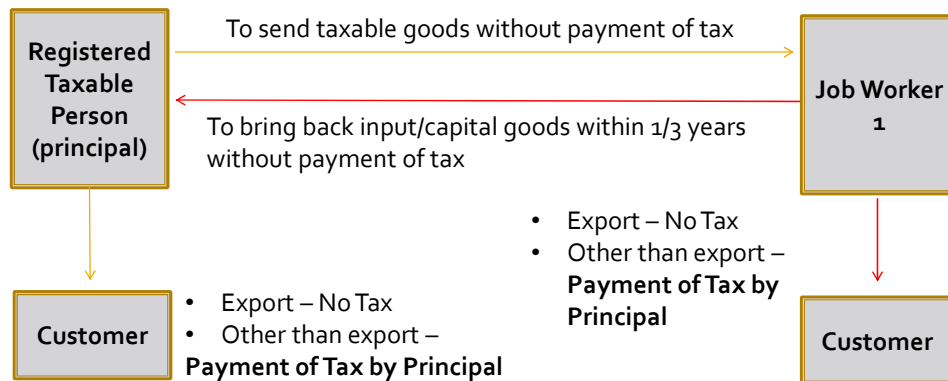 To send taxable goods without payment of tax
Registered
Taxable
Person
(principal)
Job Worker
1
To bring back input/capital goods within 1/3 years
without payment of tax
• Export – No Tax
• Other than export –
Payment of Tax by
Principal
Customer
• Export – No Tax
• Other than export –
Payment of Tax by Principal
Customer